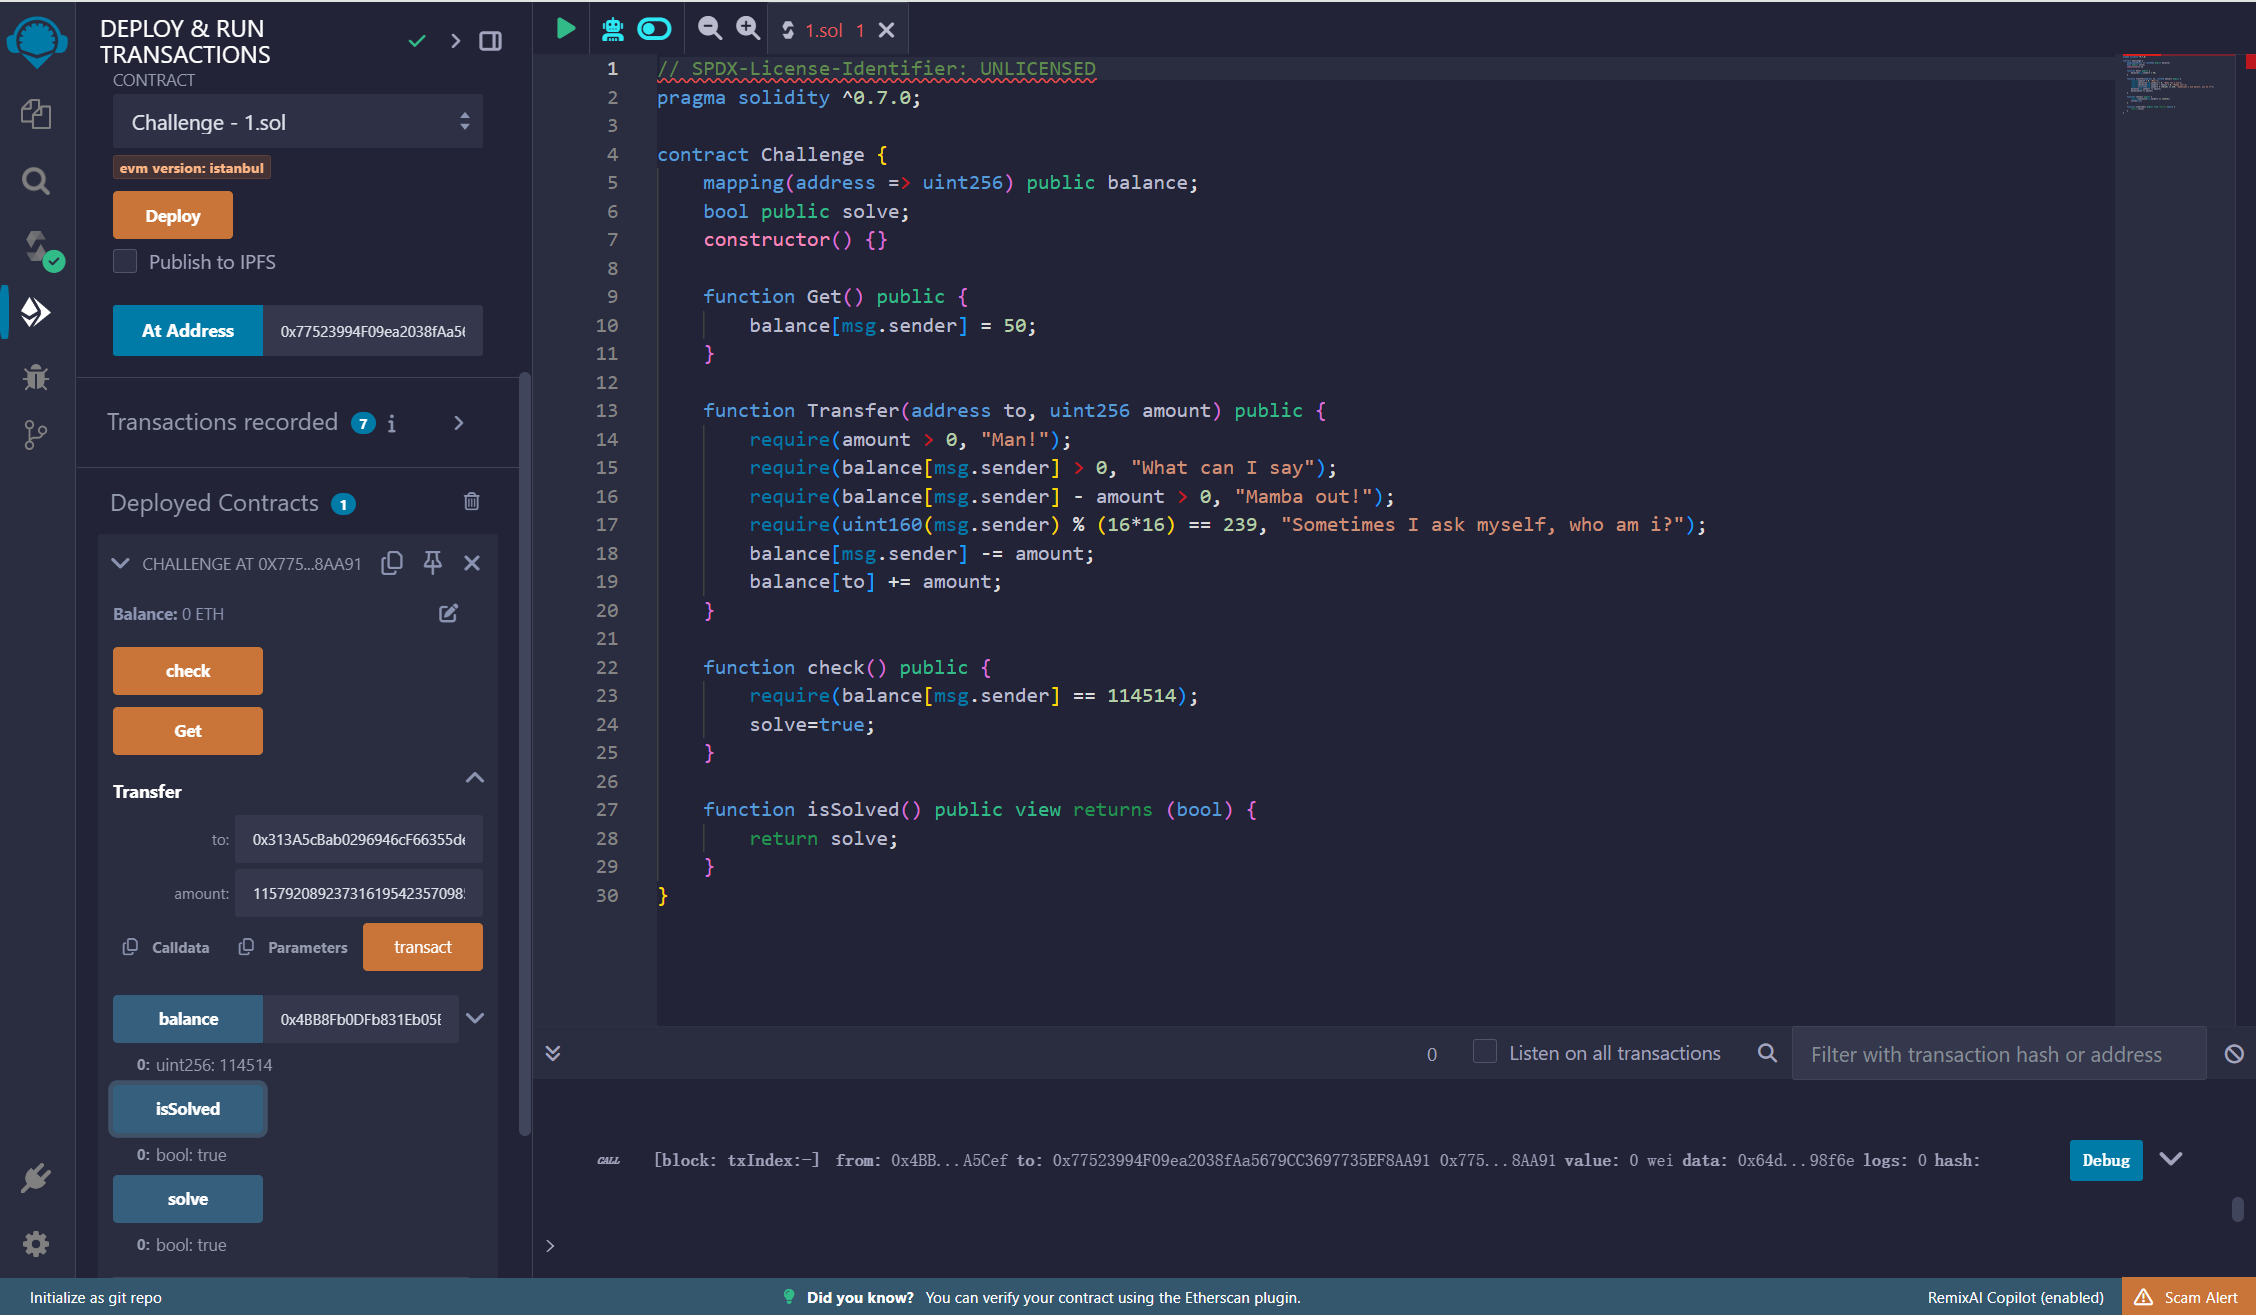 DEPLOY & RUN
TRANSACTIONS
CONTRACT
Challenge - 1.sol
evm version: istanbul
Deploy
Publish to IPFS
At Address 0x77523994F09ea2038fAa5
Transactions recorded 7 i
Deployed Contracts 1
CHALLENGE AT 0X775...8AA91
Balance: 0 ETH
check
Get
Transfer
to: 0x313A5cBab0296946cF66355d
amount: 11579208923731619542357098
Calldata Parameters transact
balance 0x4BB8Fb0DFb831Eb05
0: uint256: 114514
isSolved
0: bool: true
solve
0: bool: true
1.sol 1
1 // SPDX-License-Identifier: UNLICENSED
2 pragma solidity ^0.7.0;
3
4 contract Challenge {
5 mapping(address => uint256) public balance;
6 bool public solve;
7 constructor() {}
8
9 function Get() public {
10 balance[msg.sender] = 50;
11 }
12
13 function Transfer(address to, uint256 amount) public {
14 require(amount > 0, "Man!");
15 require(balance[msg.sender] > 0, "What can I say");
16 require(balance[msg.sender] - amount > 0, "Mamba out!");
17 require(uint160(msg.sender) % (16*16) == 239, "Sometimes I ask myself, who am i?");
18 balance[msg.sender] -= amount;
19 balance[to] += amount;
20 }
21
22 function check() public {
23 require(balance[msg.sender] == 114514);
24 solve=true;
25 }
26
27 function isSolved() public view returns (bool) {
28 return solve;
29 }
30 }
0 Listen on all transactions Filter with transaction hash or address
CALL [block: txIndex:-] from: 0x4BB...A5Cef to: 0x77523994F09ea2038fAa5679CC3697735EF8AA91 0x775...8AA91 value: 0 wei data: 0x64d...98f6e logs: 0 hash: Debug
>
Initialize as git repo Did you know? You can verify your contract using the Etherscan plugin. RemixAI Copilot (enabled) Scam Alert